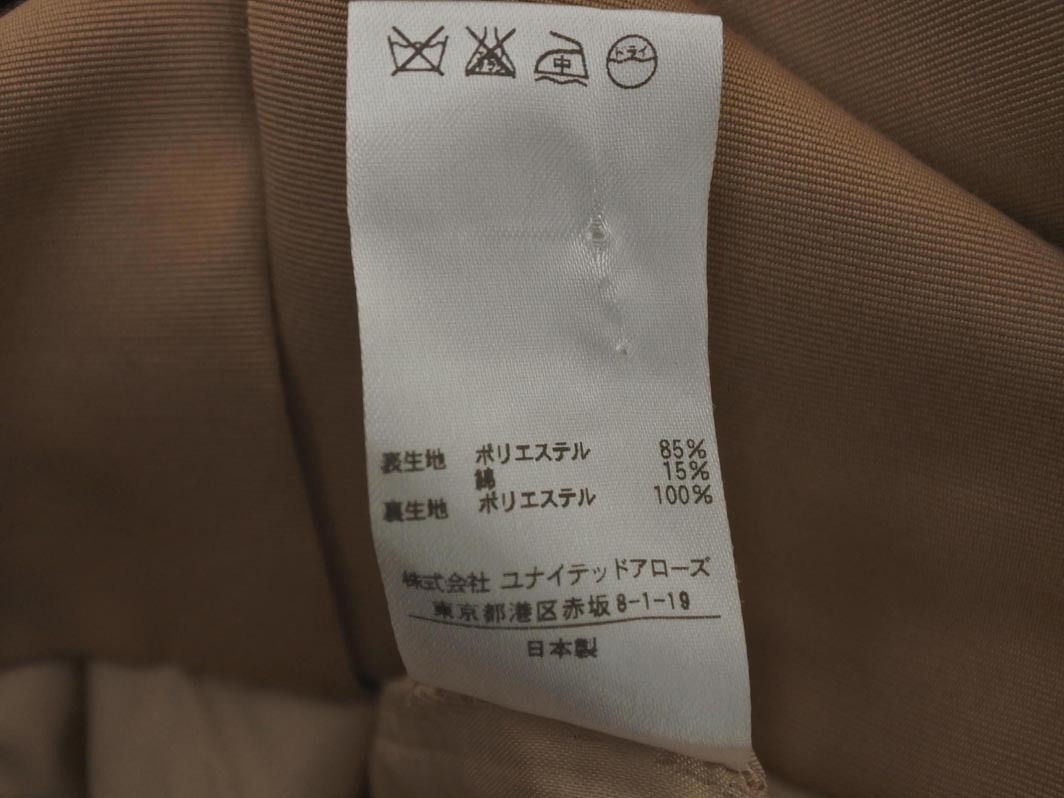 中 ドライ
表生地 ポリエステル 85%
綿 15%
裏生地 ポリエステル 100%
株式会社 ユナイテッドアローズ
東京都港区赤坂8-1-19
日本製